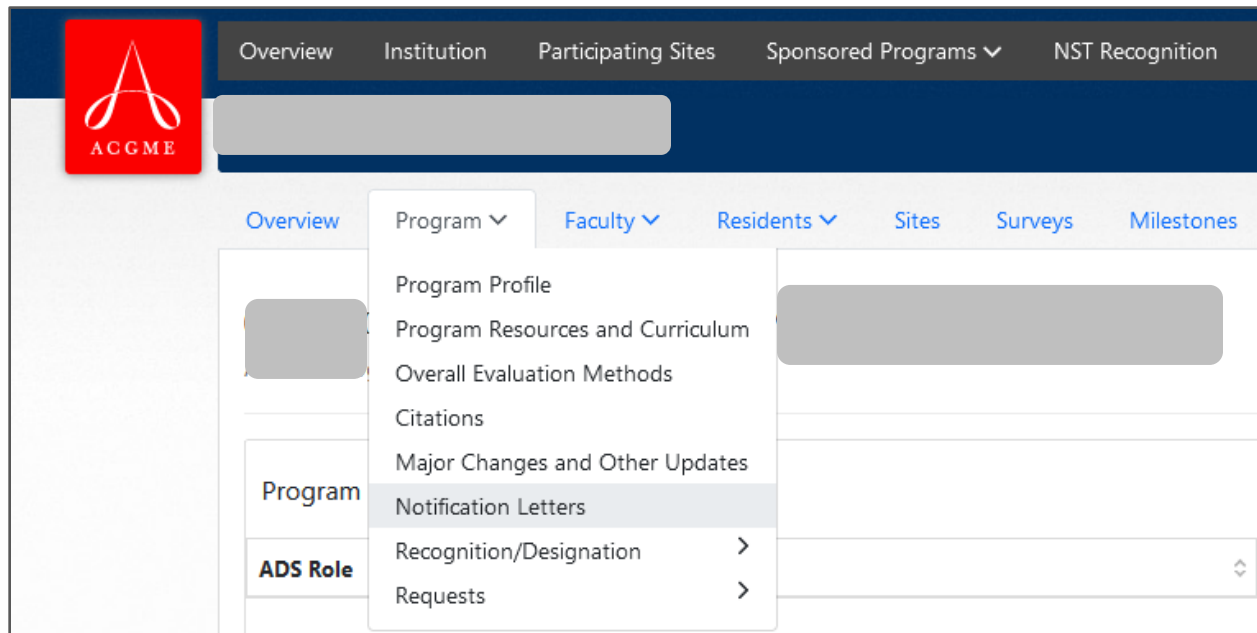 Overview Institution Participating Sites Sponsored Programs NST Recognition
ACGME
Overview Program Faculty Residents Sites Surveys Milestones
Program Profile
Program Resources and Curriculum
Overall Evaluation Methods
Citations
Major Changes and Other Updates
Program
Notification Letters
Recognition/Designation
ADS Role
Requests